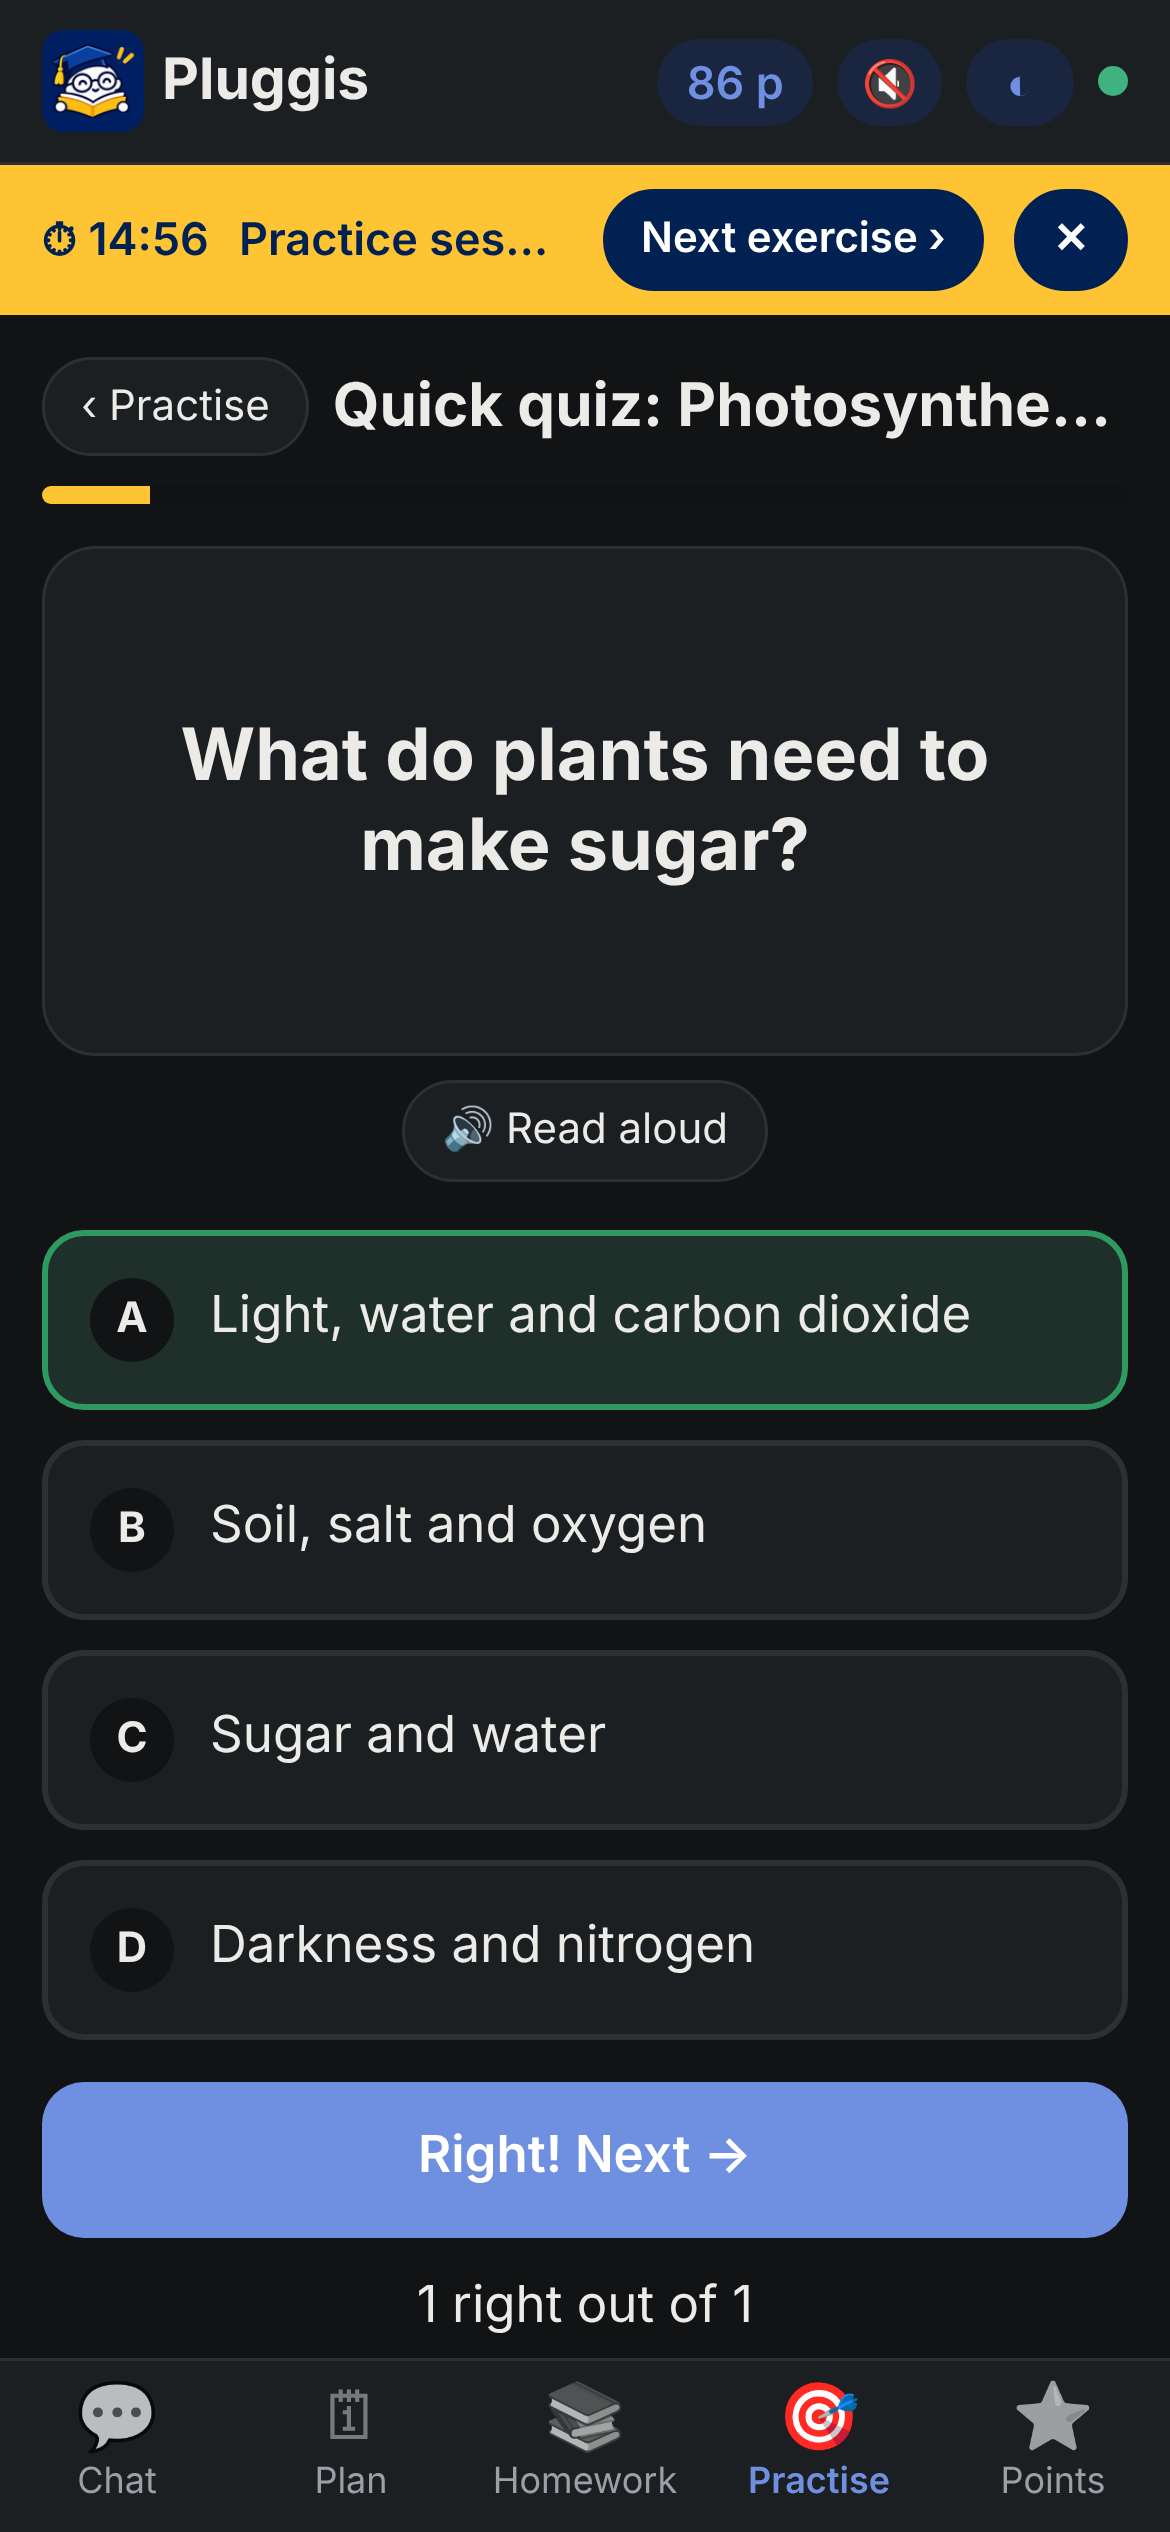 Pluggis
86 p
14:56 Practice ses...
Next exercise ›
✕
‹ Practise
Quick quiz: Photosynthe...
What do plants need to
make sugar?
Read aloud
A Light, water and carbon dioxide
B Soil, salt and oxygen
C Sugar and water
D Darkness and nitrogen
Right! Next →
1 right out of 1
Chat
Plan
Homework
Practise
Points